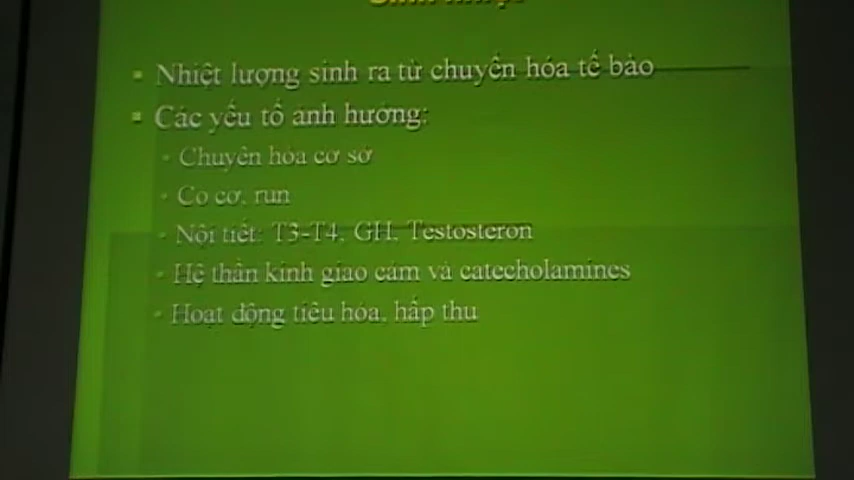 Nhiệt lượng sinh ra từ chuyển hóa tế bào
Các yếu tố ảnh hưởng:
Chuyển hóa cơ sở
Co cơ, run
Nội tiết: T3-T4, GH, Testosteron
Hệ thần kinh giao cảm và catecholamines
Hoạt động tiêu hóa, hấp thu